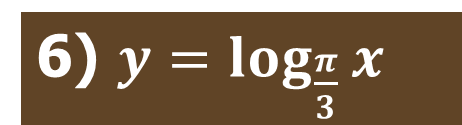 6) y = log_{π/3} x